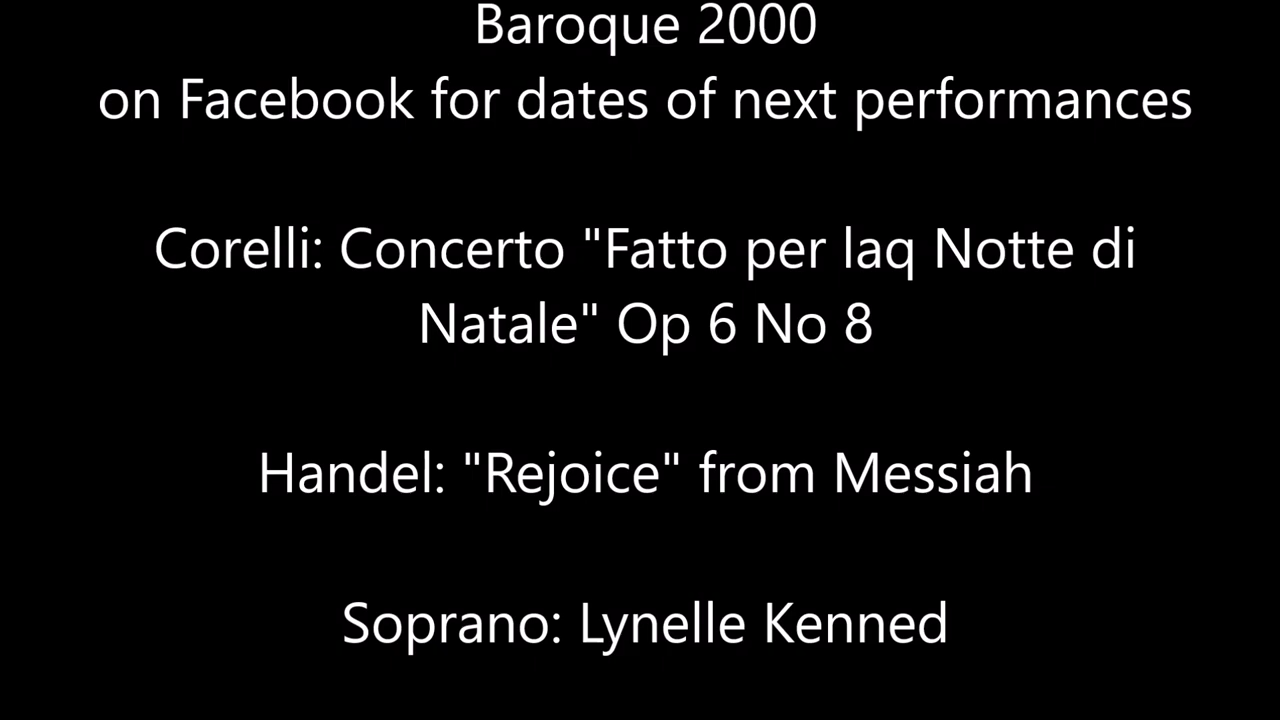 Baroque 2000
on Facebook for dates of next performances
Corelli: Concerto "Fatto per laq Notte di
Natale" Op 6 No 8
Handel: "Rejoice" from Messiah
Soprano: Lynelle Kenned